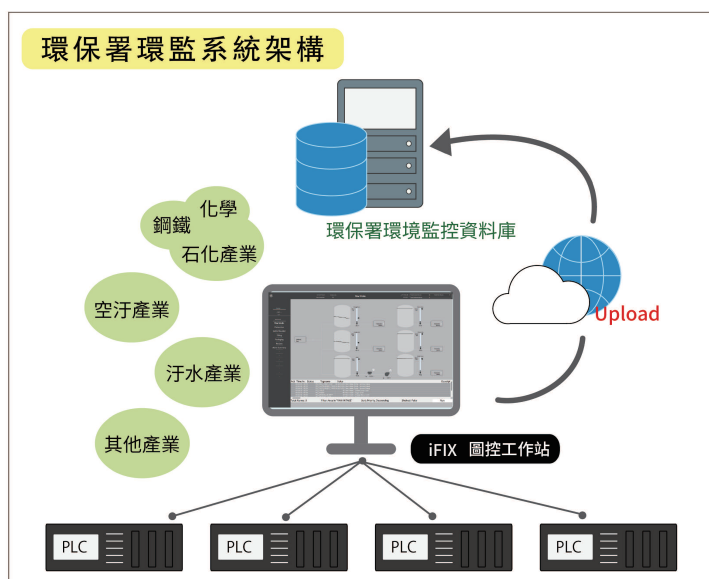 環保署環監系統架構
化學
鋼鐵
石化產業
環保署環境監控資料庫
空汙產業
Upload
汙水產業
其他產業
iFIX 圖控工作站
PLC
PLC
PLC
PLC